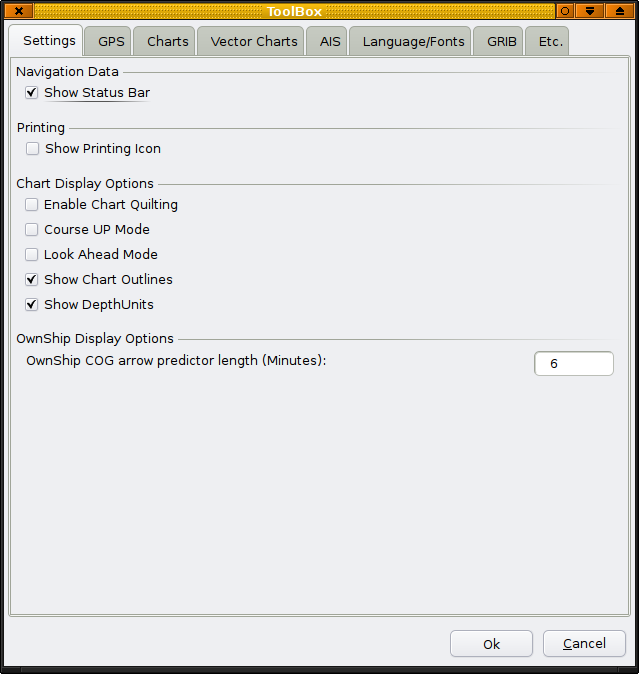 ToolBox
Settings GPS Charts Vector Charts AIS Language/Fonts GRIB Etc.
Navigation Data
Show Status Bar
Printing
Show Printing Icon
Chart Display Options
Enable Chart Quilting
Course UP Mode
Look Ahead Mode
Show Chart Outlines
Show DepthUnits
OwnShip Display Options
OwnShip COG arrow predictor length (Minutes): 6
Ok Cancel